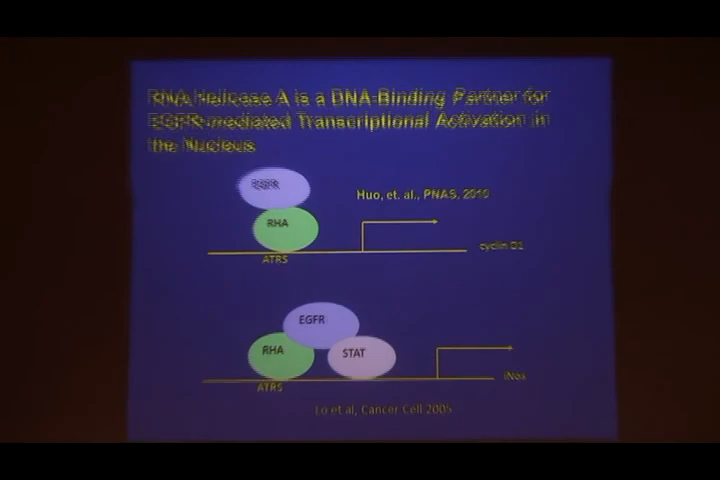 RNA Helicase A is a DNA-Binding Partner for
EGFR-mediated Transcriptional Activation in
the Nucleus
EGFR
Huo, et. al., PNAS, 2010
RHA
cyclin D1
ATRS
EGFR
RHA
STAT
iNos
ATRS
Lo et al, Cancer Cell 2005